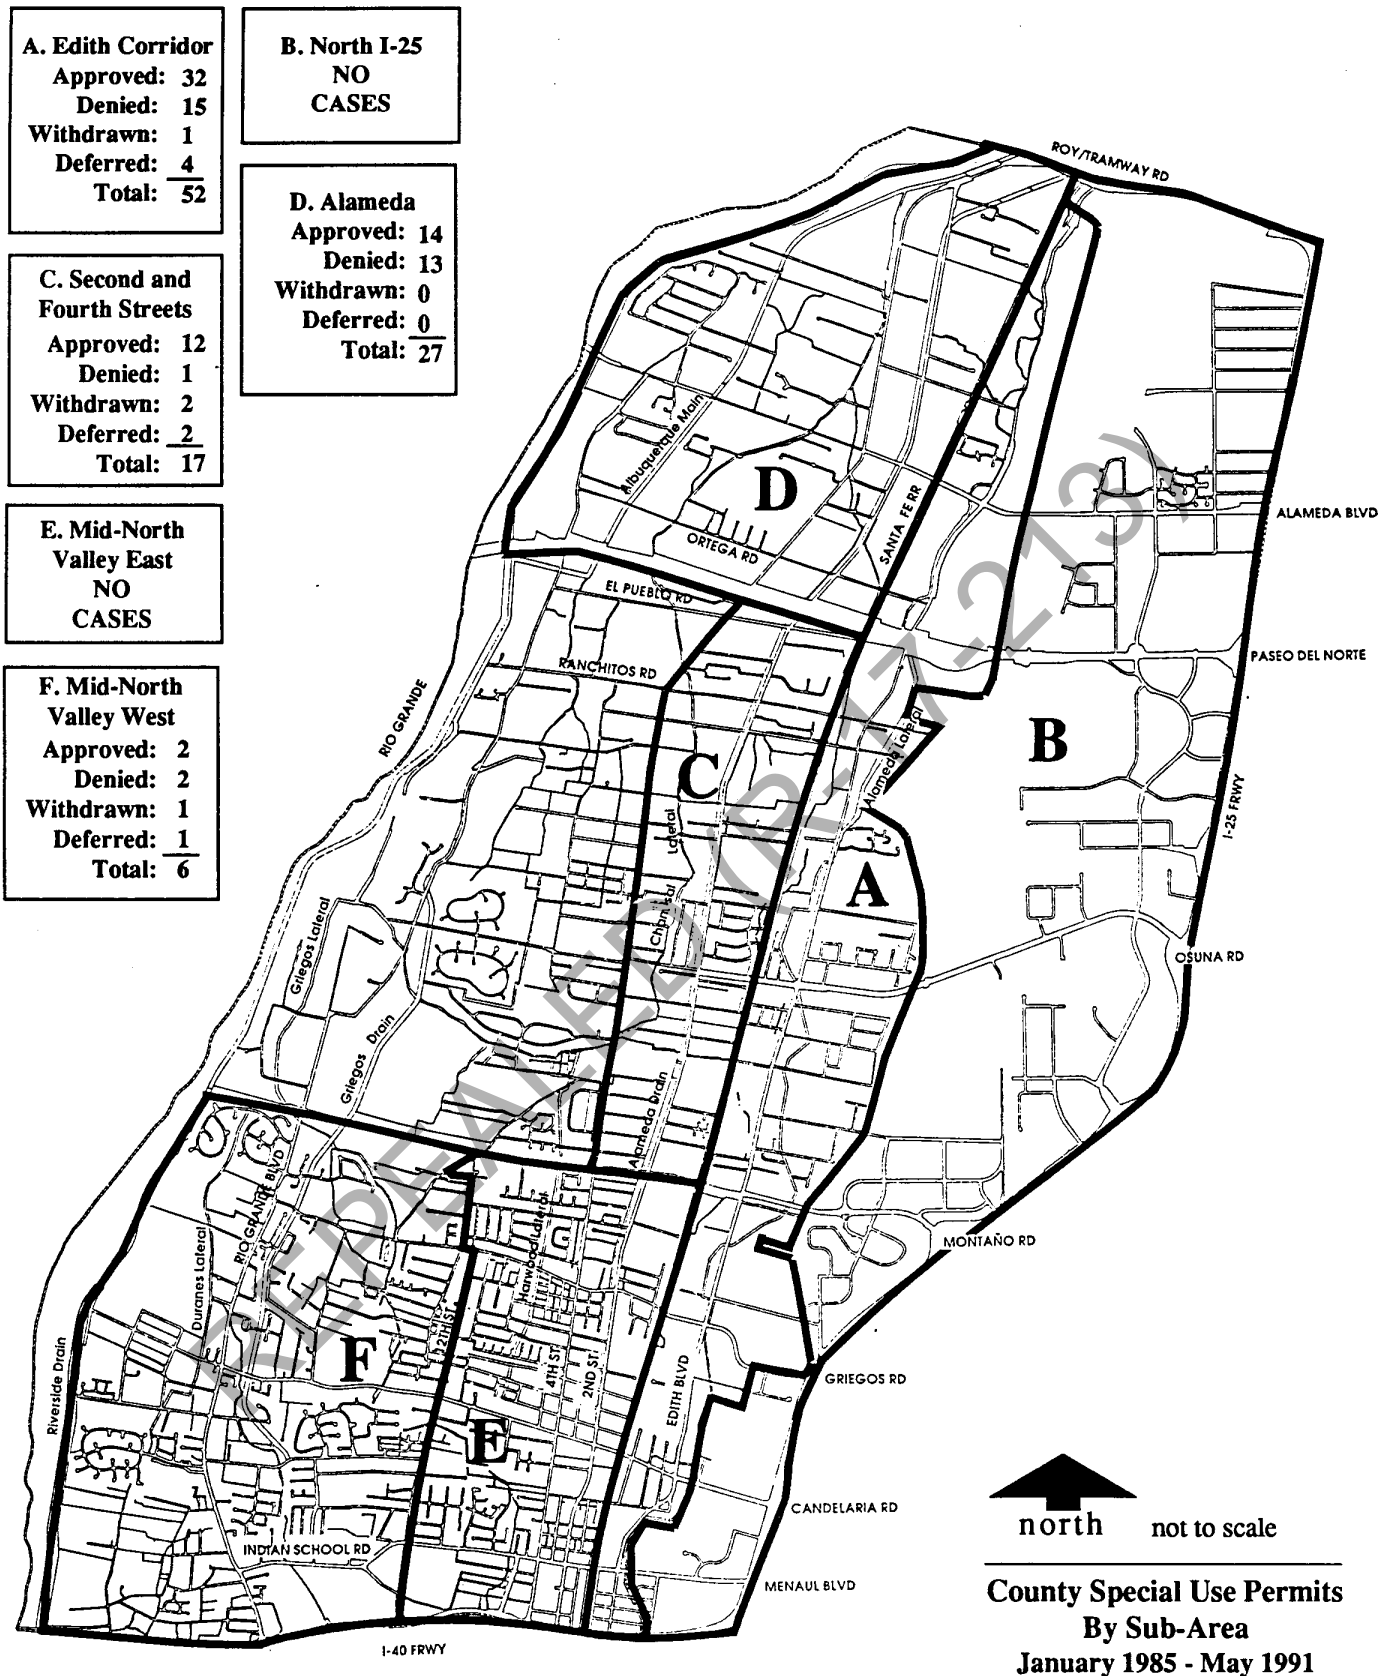 A. Edith Corridor
Approved: 32
Denied: 15
Withdrawn: 1
Deferred: 4
Total: 52
B. North I-25
NO
CASES
D. Alameda
Approved: 14
Denied: 13
Withdrawn: 0
Deferred: 0
Total: 27
C. Second and
Fourth Streets
Approved: 12
Denied: 1
Withdrawn: 2
Deferred: 2
Total: 17
E. Mid-North
Valley East
NO
CASES
F. Mid-North
Valley West
Approved: 2
Denied: 2
Withdrawn: 1
Deferred: 1
Total: 6
ROY/TRAMWAY RD
Albuquerque Main
D
SANTA FE RR
ORTEGA RD
ALAMEDA BLVD
EL PUEBLO RD
RANCHITOS RD
PASEO DEL NORTE
RIO GRANDE
Alameda Lateral
B
C
I-25 FRWY
Lateral
Chamisal
A
Griegos Lateral
OSUNA RD
Griegos Drain
Alameda Drain
REPEALED (R-17-213)
RIO GRANDE BLVD
Duranes Lateral
Harwood Lateral
MONTAÑO RD
12TH ST
F
4TH ST
2ND ST
EDITH BLVD
GRIEGOS RD
Riverside Drain
E
CANDELARIA RD
INDIAN SCHOOL RD
MENAUL BLVD
I-40 FRWY
north not to scale
County Special Use Permits
By Sub-Area
January 1985 - May 1991